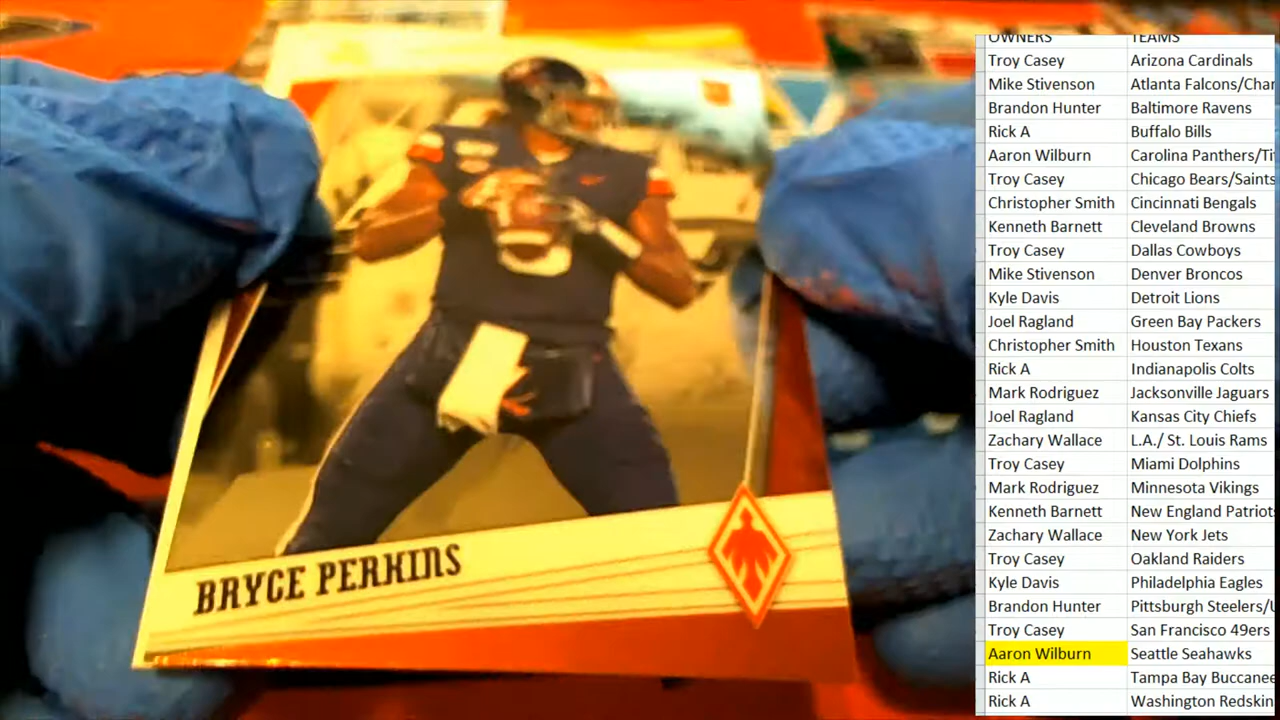 BRYCE PERKINS
OWNERS TEAMS
Troy Casey Arizona Cardinals
Mike Stivenson Atlanta Falcons/Char
Brandon Hunter Baltimore Ravens
Rick A Buffalo Bills
Aaron Wilburn Carolina Panthers/Ti
Troy Casey Chicago Bears/Saints
Christopher Smith Cincinnati Bengals
Kenneth Barnett Cleveland Browns
Troy Casey Dallas Cowboys
Mike Stivenson Denver Broncos
Kyle Davis Detroit Lions
Joel Ragland Green Bay Packers
Christopher Smith Houston Texans
Rick A Indianapolis Colts
Mark Rodriguez Jacksonville Jaguars
Joel Ragland Kansas City Chiefs
Zachary Wallace L.A./ St. Louis Rams
Troy Casey Miami Dolphins
Mark Rodriguez Minnesota Vikings
Kenneth Barnett New England Patriot
Zachary Wallace New York Jets
Troy Casey Oakland Raiders
Kyle Davis Philadelphia Eagles
Brandon Hunter Pittsburgh Steelers/U
Troy Casey San Francisco 49ers
Aaron Wilburn Seattle Seahawks
Rick A Tampa Bay Buccanee
Rick A Washington Redskin